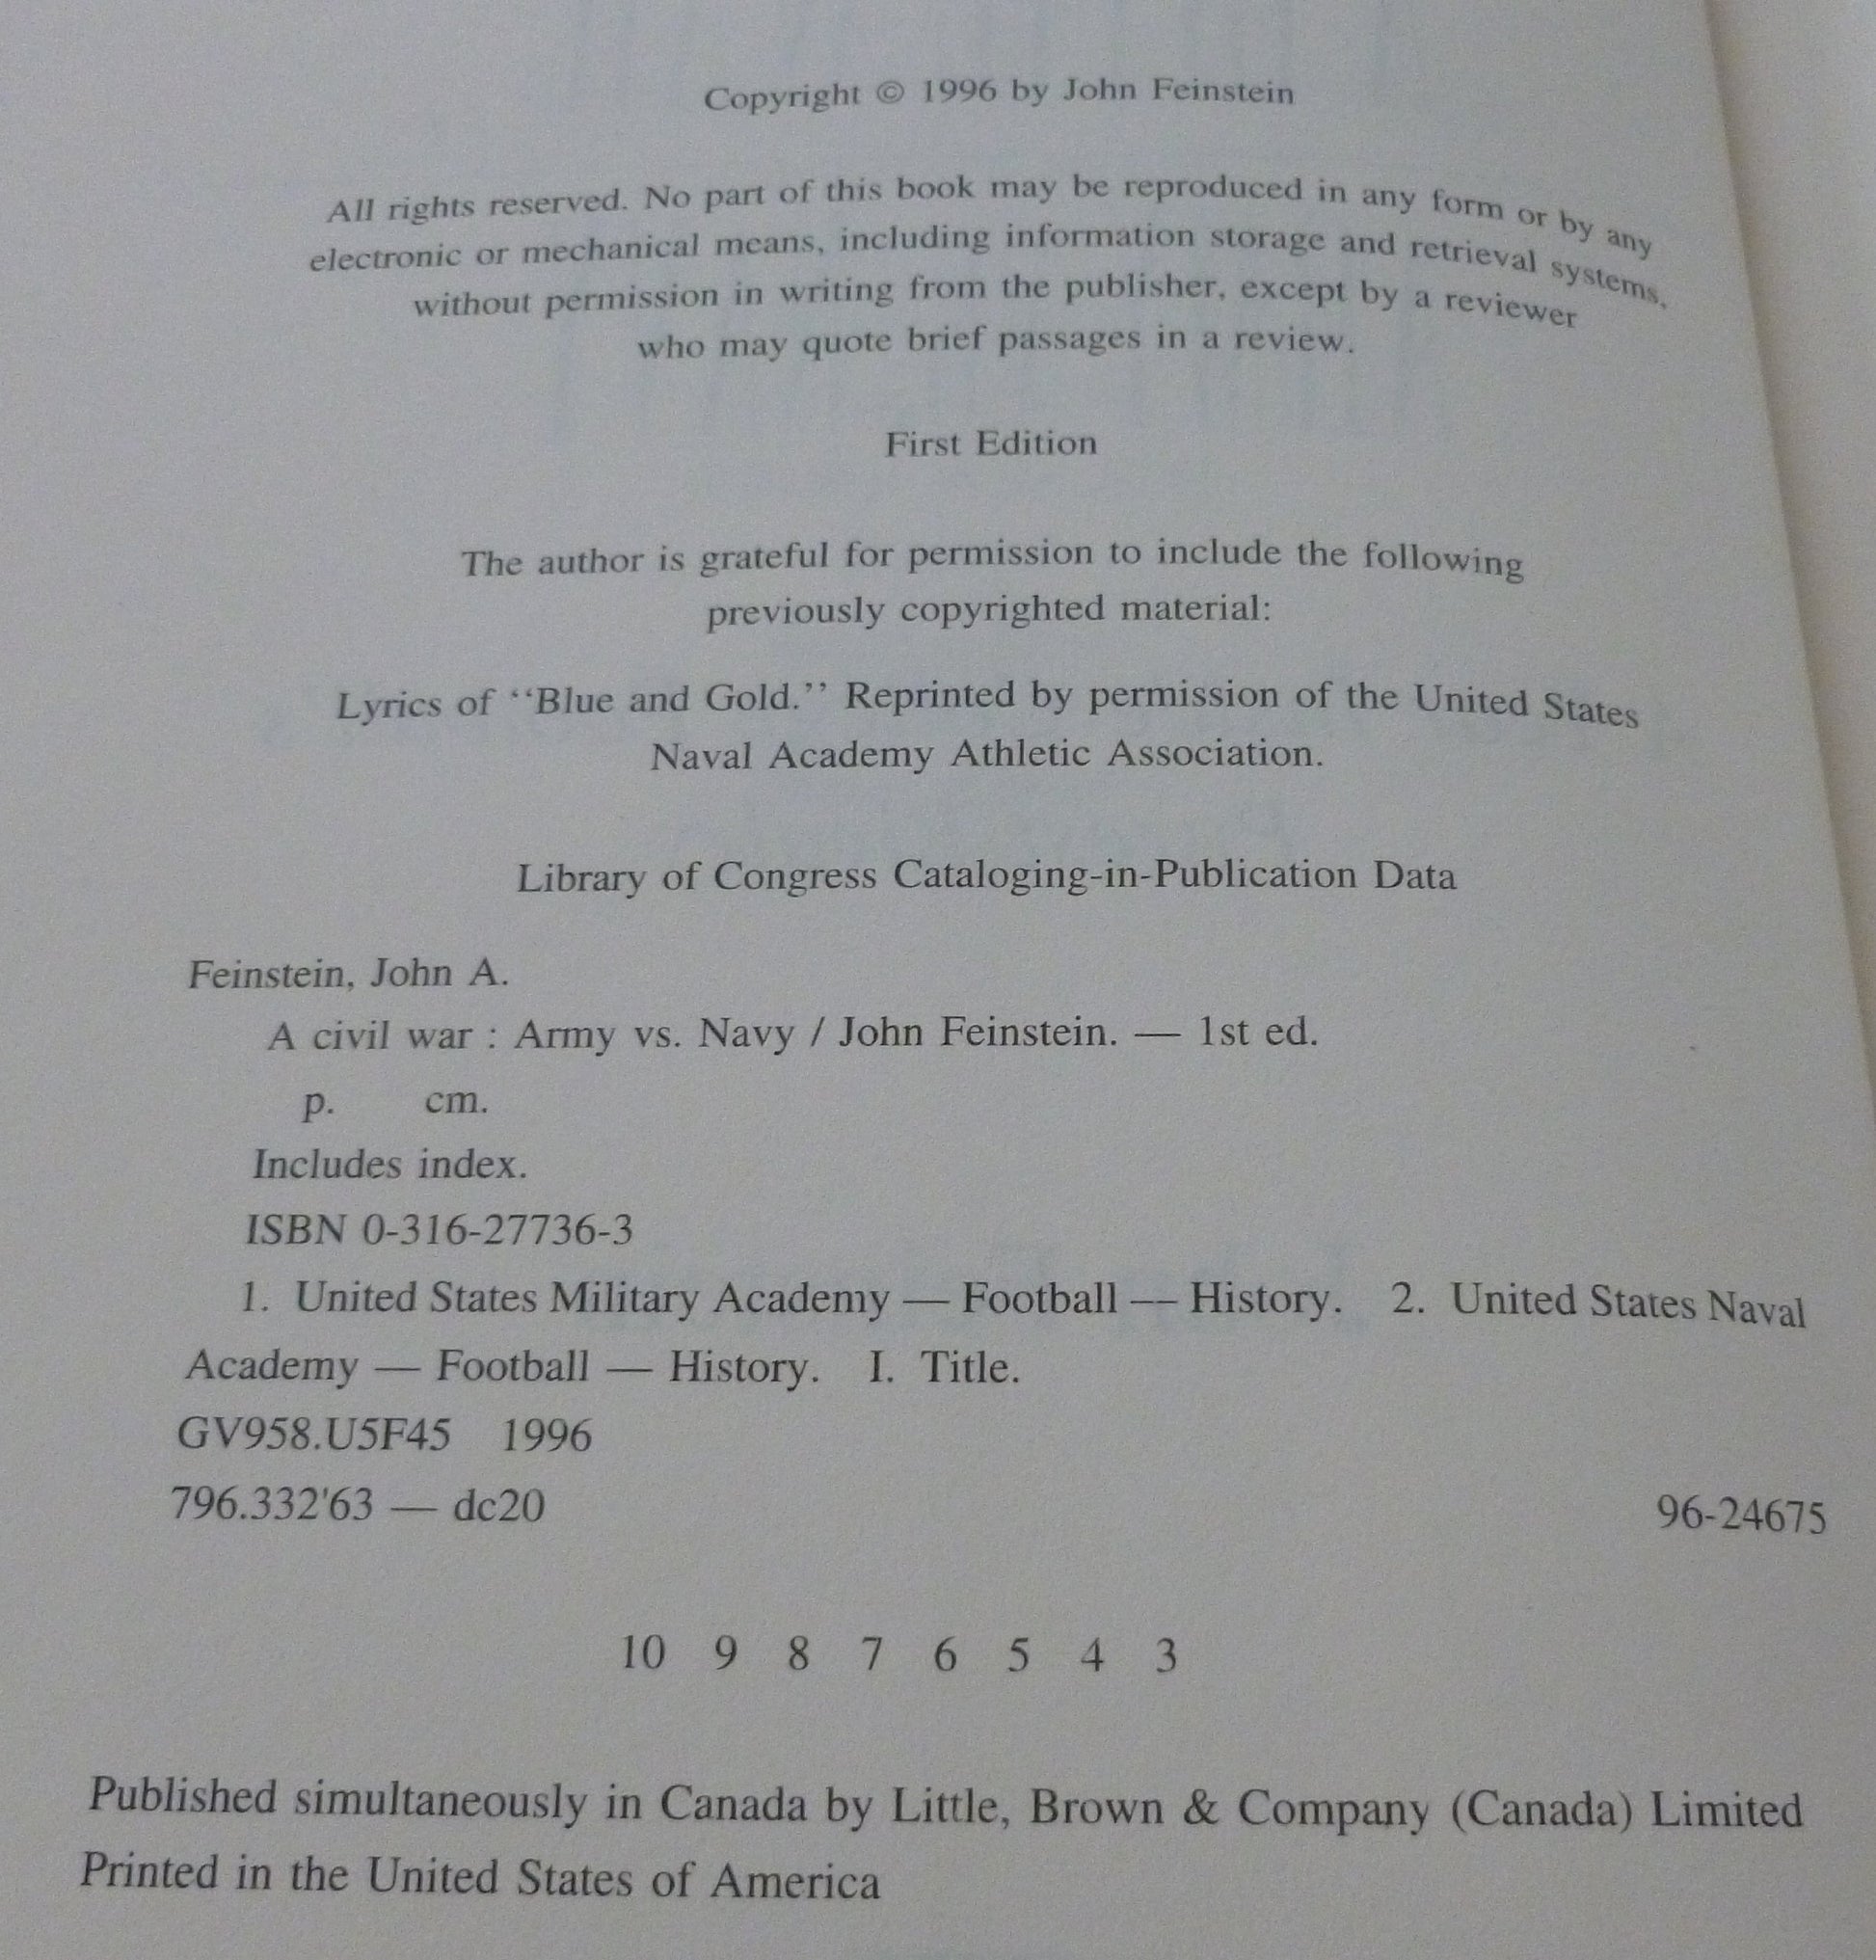 Copyright © 1996 by John Feinstein
All rights reserved. No part of this book may be reproduced in any form or by any
electronic or mechanical means, including information storage and retrieval systems,
without permission in writing from the publisher, except by a reviewer
who may quote brief passages in a review.
First Edition
The author is grateful for permission to include the following
previously copyrighted material:
Lyrics of ‘‘Blue and Gold.’’ Reprinted by permission of the United States
Naval Academy Athletic Association.
Library of Congress Cataloging-in-Publication Data
Feinstein, John A.
A civil war : Army vs. Navy / John Feinstein. — 1st ed.
p. cm.
Includes index.
ISBN 0-316-27736-3
1. United States Military Academy — Football — History. 2. United States Naval
Academy — Football — History. I. Title.
GV958.U5F45 1996
796.332'63 — dc20 96-24675
10 9 8 7 6 5 4 3
Published simultaneously in Canada by Little, Brown & Company (Canada) Limited
Printed in the United States of America